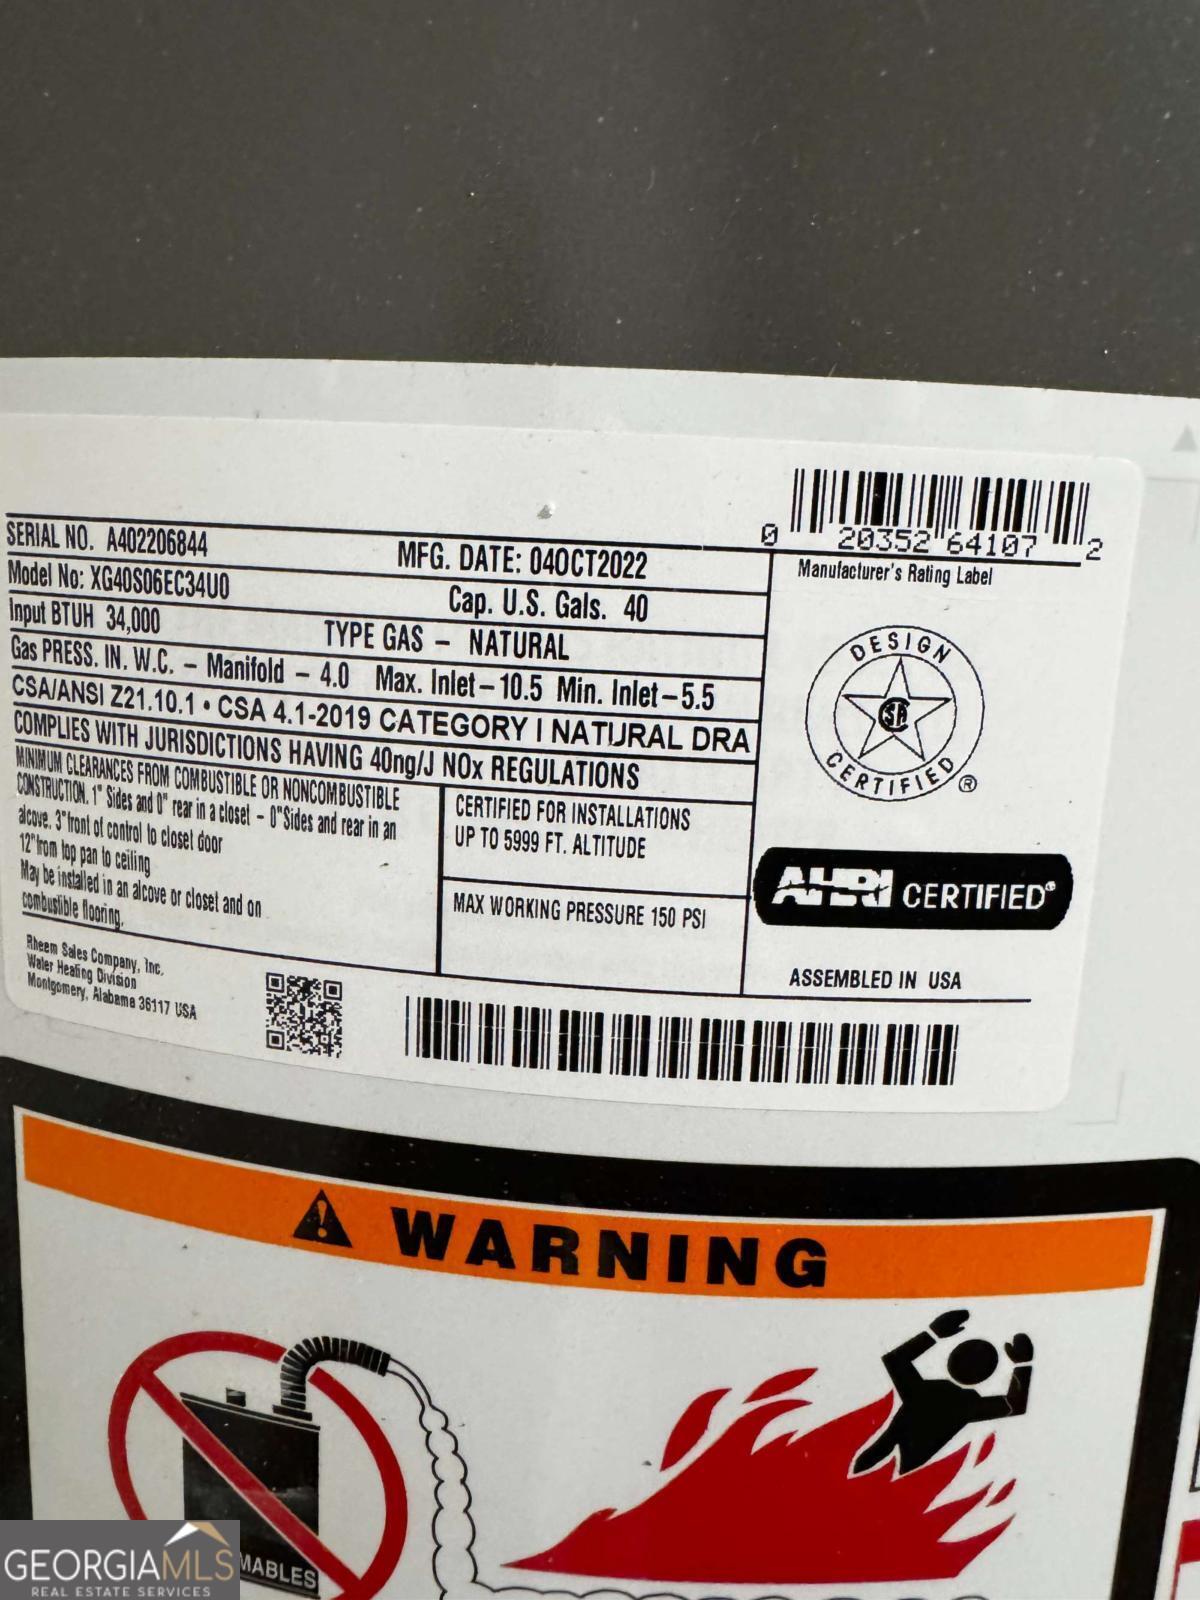 0 20352 64107 2
SERIAL NO. A402206844
MFG. DATE: 04OCT2022
Manufacturer's Rating Label
Model No: XG40S06EC34U0
Cap. U.S. Gals. 40
Input BTUH 34,000
TYPE GAS – NATURAL
Gas PRESS. IN. W.C. – Manifold – 4.0 Max. Inlet–10.5 Min. Inlet–5.5
CSA/ANSI Z21.10.1 • CSA 4.1-2019 CATEGORY I NATURAL DRA
COMPLIES WITH JURISDICTIONS HAVING 40ng/J NOx REGULATIONS
MINIMUM CLEARANCES FROM COMBUSTIBLE OR NONCOMBUSTIBLE
CONSTRUCTION. 1" Sides and 0" rear in a closet – 0"Sides and rear in an
alcove. 3"front of control to closet door
12"from top pan to ceiling
May be installed in an alcove or closet and on
combustible flooring.
CERTIFIED FOR INSTALLATIONS
UP TO 5999 FT. ALTITUDE
MAX WORKING PRESSURE 150 PSI
DESIGN
SA
CERTIFIED ®
AHRI CERTIFIED®
ASSEMBLED IN USA
Rheem Sales Company, Inc.
Water Heating Division
Montgomery, Alabama 36117 USA
WARNING
MABLES
GEORGIAMLS
REAL ESTATE SERVICES